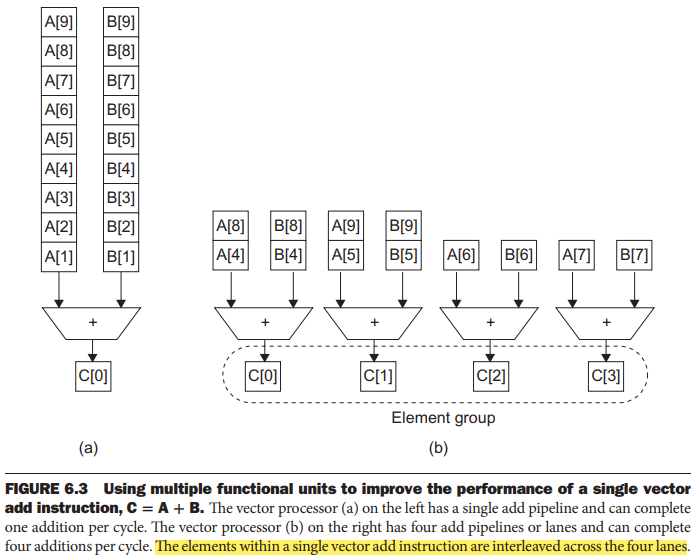 A[9] B[9]
A[8] B[8]
A[7] B[7]
A[6] B[6]
A[5] B[5]
A[4] B[4]
A[3] B[3]
A[2] B[2]
A[1] B[1]
+
C[0]
(a)
A[8] B[8] A[9] B[9]
A[4] B[4] A[5] B[5] A[6] B[6] A[7] B[7]
+ + + +
C[0] C[1] C[2] C[3]
Element group
(b)
FIGURE 6.3 Using multiple functional units to improve the performance of a single vector
add instruction, C = A + B. The vector processor (a) on the left has a single add pipeline and can complete
one addition per cycle. The vector processor (b) on the right has four add pipelines or lanes and can complete
four additions per cycle. The elements within a single vector add instruction are interleaved across the four lanes.